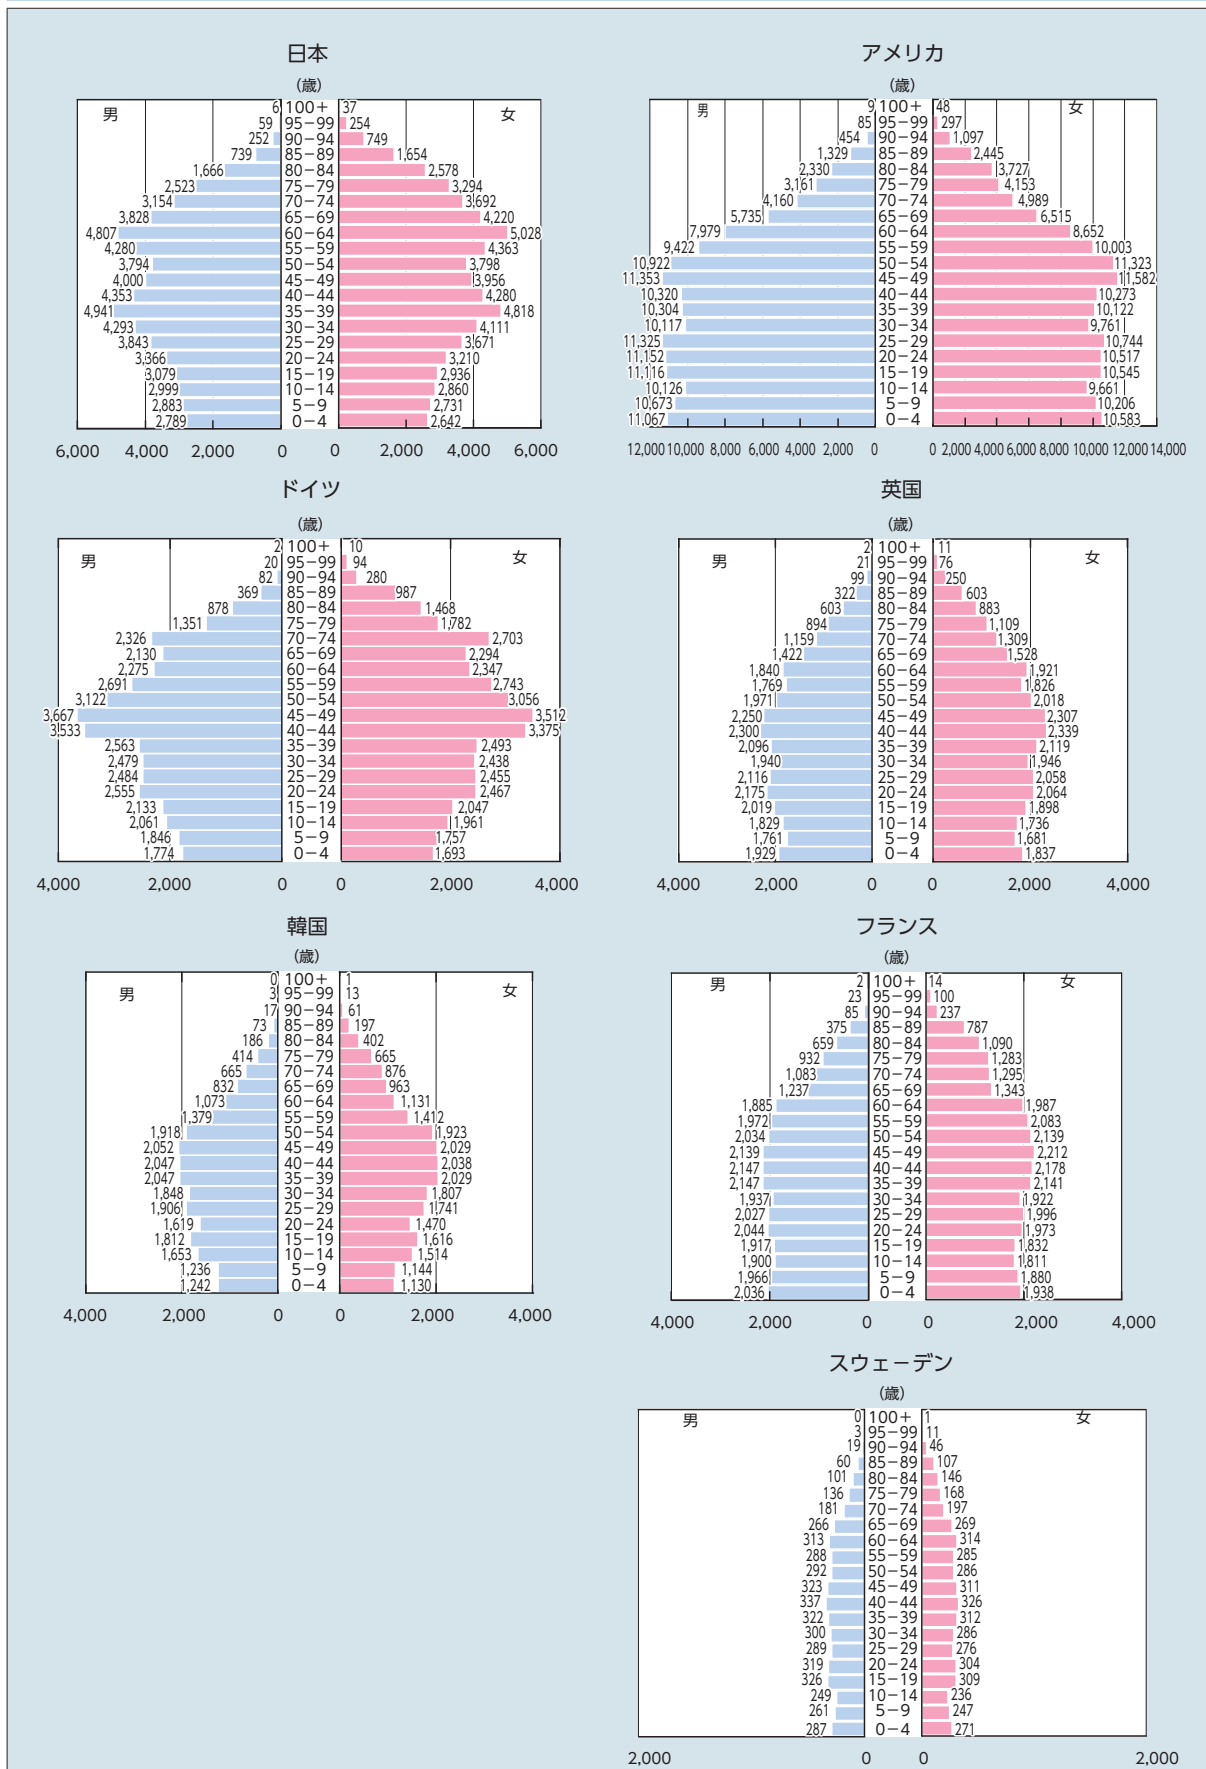 日本
(歳)
男 女
6 100+ 37
59 95-99 254
252 90-94 749
739 85-89 1,654
1,666 80-84 2,578
2,523 75-79 3,294
3,154 70-74 3,692
3,828 65-69 4,220
4,807 60-64 5,028
4,280 55-59 4,363
3,794 50-54 3,798
4,000 45-49 3,956
4,353 40-44 4,280
4,941 35-39 4,818
4,293 30-34 4,111
3,843 25-29 3,671
3,366 20-24 3,210
3,079 15-19 2,936
2,999 10-14 2,860
2,883 5-9 2,731
2,789 0-4 2,642
6,000 4,000 2,000 0 0 2,000 4,000 6,000
アメリカ
(歳)
男 女
9 100+ 48
85 95-99 297
454 90-94 1,097
1,329 85-89 2,445
2,330 80-84 3,727
3,161 75-79 4,153
4,160 70-74 4,989
5,735 65-69 6,515
7,979 60-64 8,652
9,422 55-59 10,003
10,922 50-54 11,323
11,353 45-49 11,582
10,320 40-44 10,273
10,304 35-39 10,122
10,117 30-34 9,761
11,325 25-29 10,744
11,152 20-24 10,517
11,116 15-19 10,545
10,126 10-14 9,661
10,673 5-9 10,206
11,067 0-4 10,583
12,000 10,000 8,000 6,000 4,000 2,000 0 0 2,000 4,000 6,000 8,000 10,000 12,000 14,000
ドイツ
(歳)
男 女
2 100+ 10
20 95-99 94
82 90-94 280
369 85-89 987
878 80-84 1,468
1,351 75-79 1,782
2,326 70-74 2,703
2,130 65-69 2,294
2,275 60-64 2,347
2,691 55-59 2,743
3,122 50-54 3,056
3,667 45-49 3,512
3,533 40-44 3,375
2,563 35-39 2,493
2,479 30-34 2,438
2,484 25-29 2,455
2,555 20-24 2,467
2,133 15-19 2,047
2,061 10-14 1,961
1,846 5-9 1,757
1,774 0-4 1,693
4,000 2,000 0 0 2,000 4,000
英国
(歳)
男 女
2 100+ 11
21 95-99 76
99 90-94 250
322 85-89 603
603 80-84 883
894 75-79 1,109
1,159 70-74 1,309
1,422 65-69 1,528
1,840 60-64 1,921
1,769 55-59 1,826
1,971 50-54 2,018
2,250 45-49 2,307
2,300 40-44 2,339
2,096 35-39 2,119
1,940 30-34 1,946
2,116 25-29 2,058
2,175 20-24 2,064
2,019 15-19 1,898
1,829 10-14 1,736
1,761 5-9 1,681
1,929 0-4 1,837
4,000 2,000 0 0 2,000 4,000
韓国
(歳)
男 女
0 100+ 1
3 95-99 13
17 90-94 61
73 85-89 197
186 80-84 402
414 75-79 665
665 70-74 876
832 65-69 963
1,073 60-64 1,131
1,379 55-59 1,412
1,918 50-54 1,923
2,052 45-49 2,029
2,047 40-44 2,038
2,047 35-39 2,029
1,848 30-34 1,807
1,906 25-29 1,741
1,619 20-24 1,470
1,812 15-19 1,616
1,653 10-14 1,514
1,236 5-9 1,144
1,242 0-4 1,130
4,000 2,000 0 0 2,000 4,000
フランス
(歳)
男 女
2 100+ 14
23 95-99 100
85 90-94 237
375 85-89 787
659 80-84 1,090
932 75-79 1,283
1,083 70-74 1,295
1,237 65-69 1,343
1,885 60-64 1,987
1,972 55-59 2,083
2,034 50-54 2,139
2,139 45-49 2,212
2,147 40-44 2,178
2,147 35-39 2,141
1,937 30-34 1,922
2,027 25-29 1,996
2,044 20-24 1,973
1,917 15-19 1,832
1,900 10-14 1,811
1,966 5-9 1,880
2,036 0-4 1,938
4,000 2,000 0 0 2,000 4,000
スウェーデン
(歳)
男 女
0 100+ 1
3 95-99 11
19 90-94 46
60 85-89 107
101 80-84 146
136 75-79 168
181 70-74 197
266 65-69 269
313 60-64 314
288 55-59 285
292 50-54 286
323 45-49 311
337 40-44 326
322 35-39 312
300 30-34 286
289 25-29 276
319 20-24 304
326 15-19 309
249 10-14 236
261 5-9 247
287 0-4 271
2,000 0 0 2,000